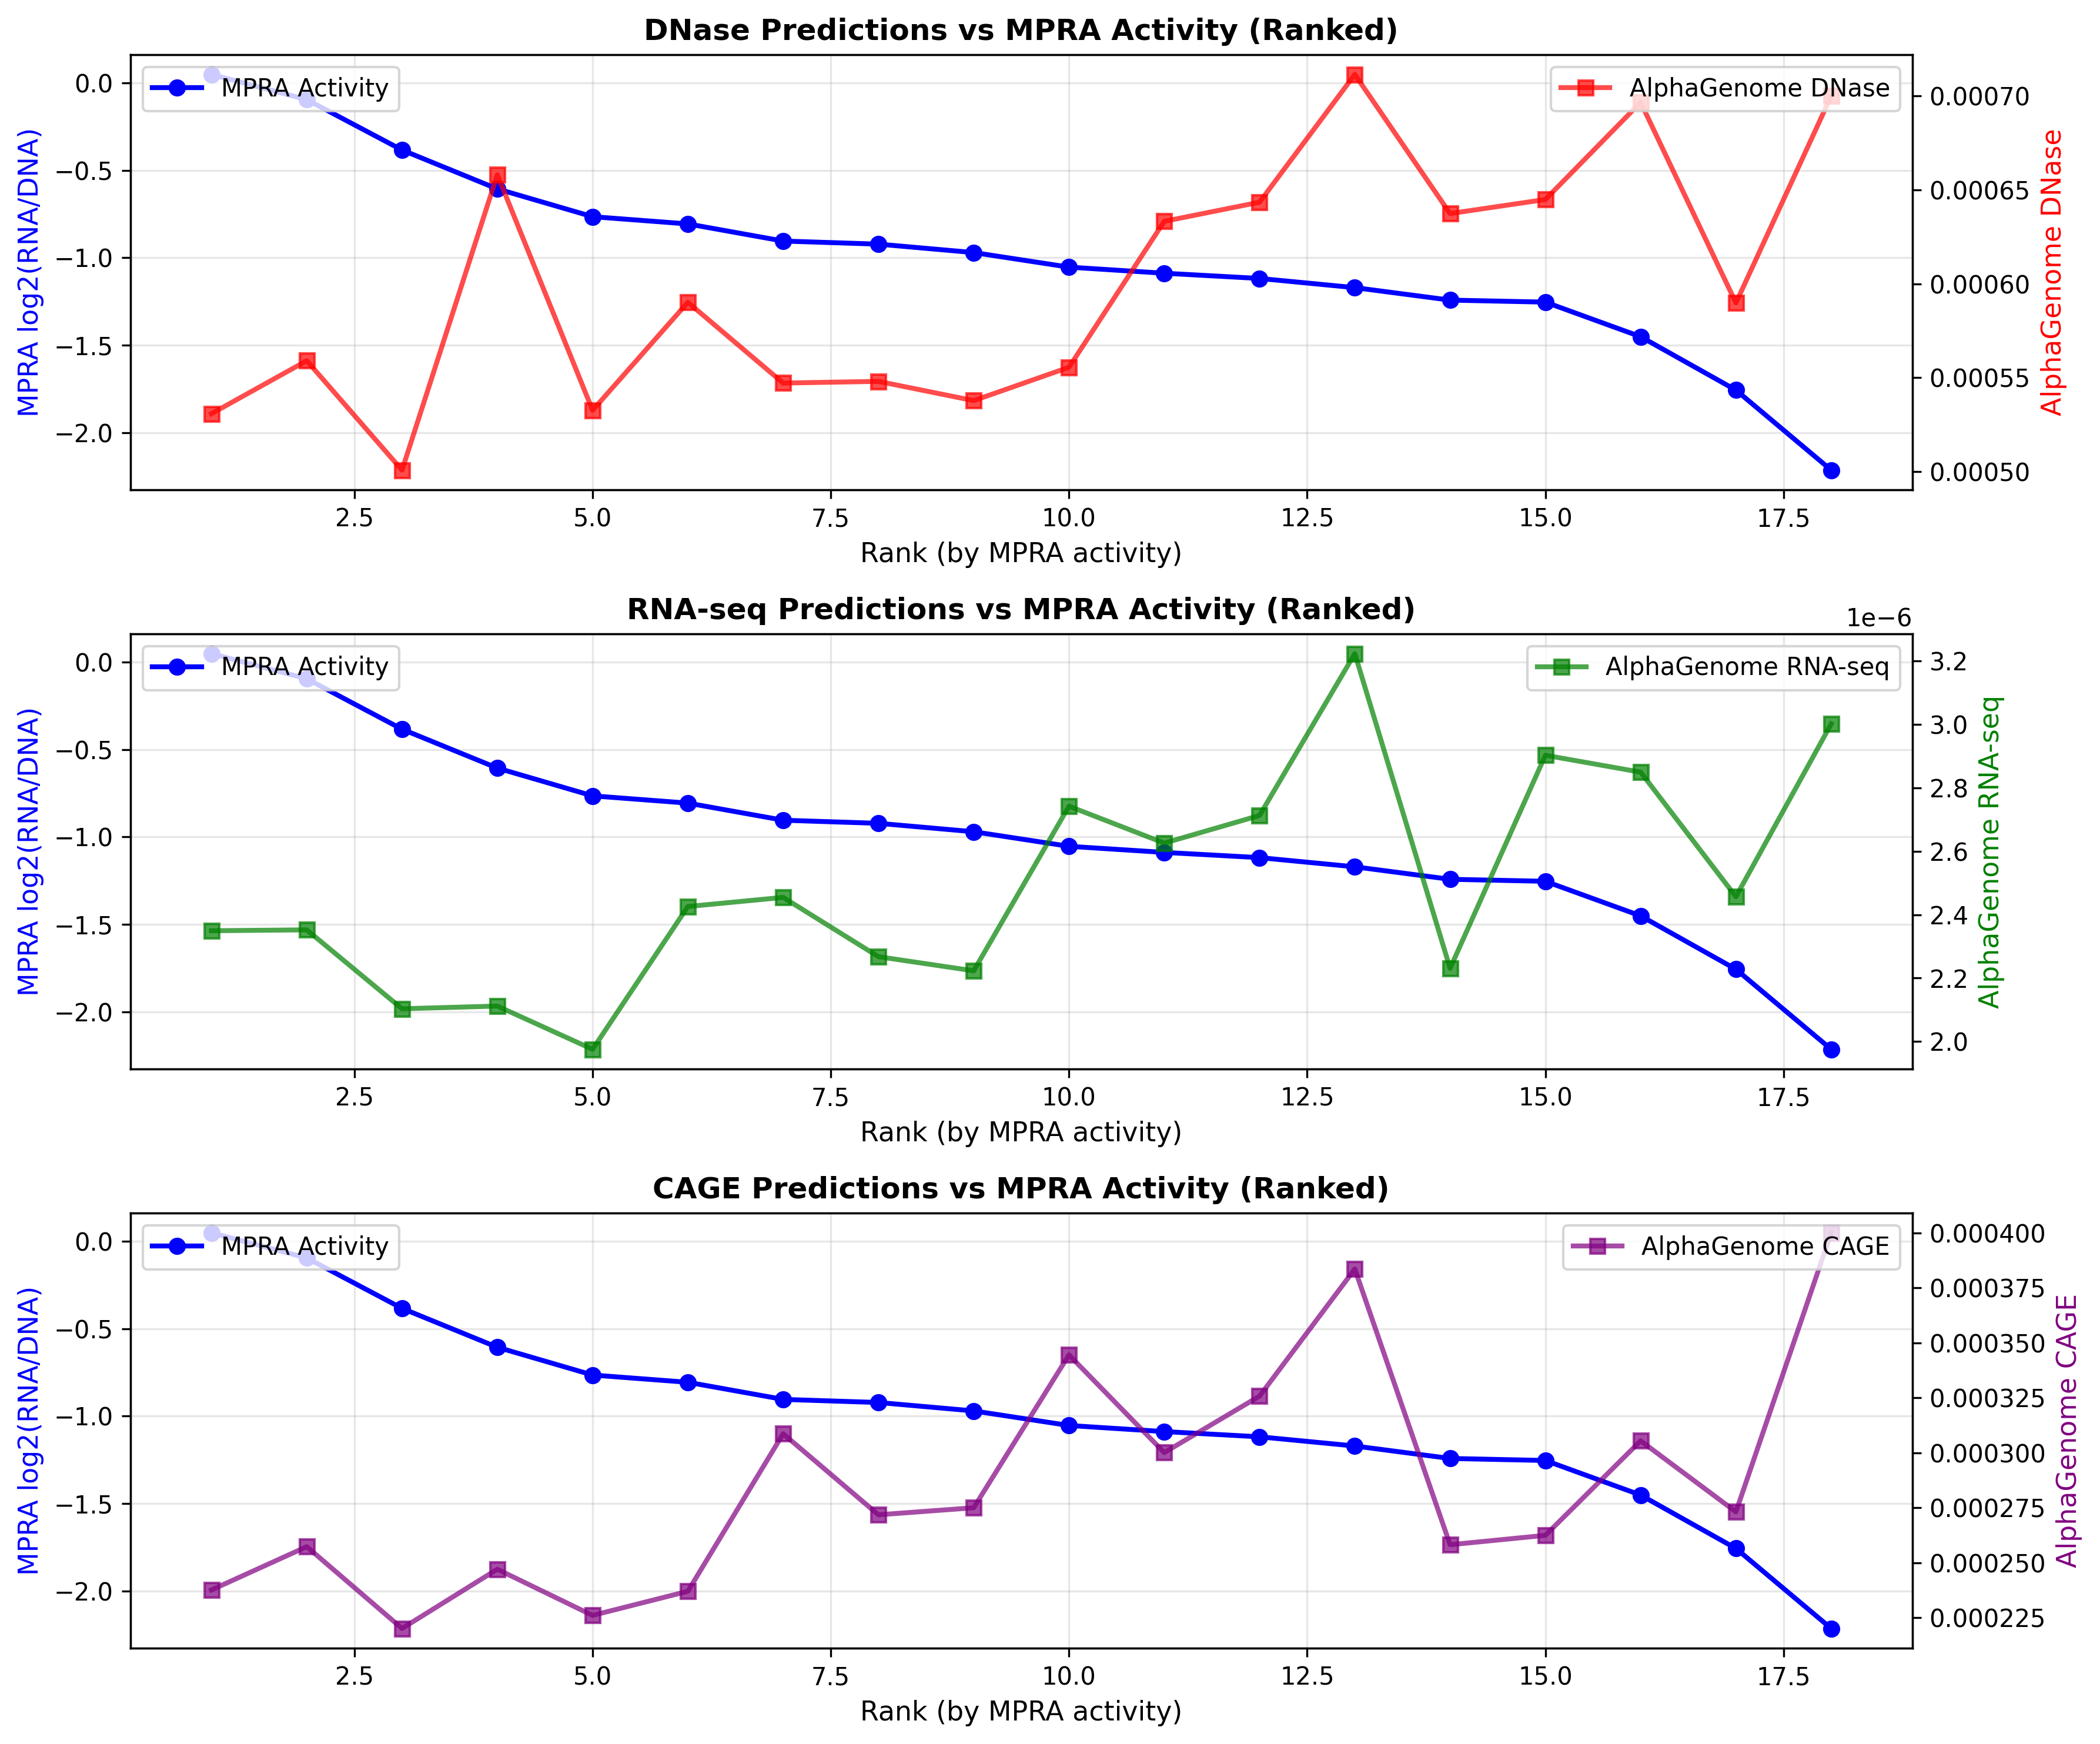 DNase Predictions vs MPRA Activity (Ranked)
MPRA Activity
AlphaGenome DNase
0.0
−0.5
−1.0
−1.5
−2.0
MPRA log2(RNA/DNA)
0.00070
0.00065
0.00060
0.00055
0.00050
AlphaGenome DNase
2.5 5.0 7.5 10.0 12.5 15.0 17.5
Rank (by MPRA activity)
RNA-seq Predictions vs MPRA Activity (Ranked)
1e−6
MPRA Activity
AlphaGenome RNA-seq
0.0
−0.5
−1.0
−1.5
−2.0
MPRA log2(RNA/DNA)
3.2
3.0
2.8
2.6
2.4
2.2
2.0
AlphaGenome RNA-seq
2.5 5.0 7.5 10.0 12.5 15.0 17.5
Rank (by MPRA activity)
CAGE Predictions vs MPRA Activity (Ranked)
MPRA Activity
AlphaGenome CAGE
0.0
−0.5
−1.0
−1.5
−2.0
MPRA log2(RNA/DNA)
0.000400
0.000375
0.000350
0.000325
0.000300
0.000275
0.000250
0.000225
AlphaGenome CAGE
2.5 5.0 7.5 10.0 12.5 15.0 17.5
Rank (by MPRA activity)